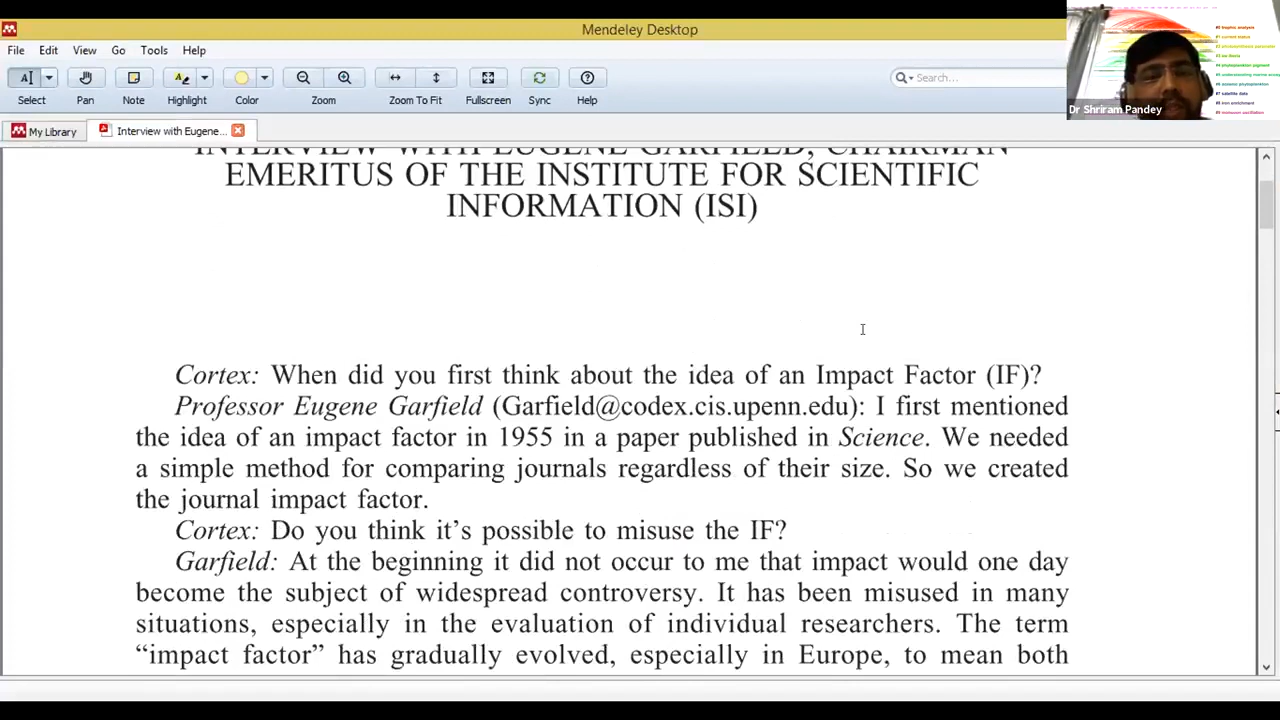 Mendeley Desktop
Dr Shriram Pandey
File Edit View Go Tools Help
Select Pan Note Highlight Color Zoom Zoom To Fit Fullscreen Sync Help
Search
My Library Interview with Eugene...
INTERVIEW WITH EUGENE GARFIELD, CHAIRMAN
EMERITUS OF THE INSTITUTE FOR SCIENTIFIC
INFORMATION (ISI)
Cortex: When did you first think about the idea of an Impact Factor (IF)?
Professor Eugene Garfield (Garfield@codex.cis.upenn.edu): I first mentioned
the idea of an impact factor in 1955 in a paper published in Science. We needed
a simple method for comparing journals regardless of their size. So we created
the journal impact factor.
Cortex: Do you think it’s possible to misuse the IF?
Garfield: At the beginning it did not occur to me that impact would one day
become the subject of widespread controversy. It has been misused in many
situations, especially in the evaluation of individual researchers. The term
“impact factor” has gradually evolved, especially in Europe, to mean both